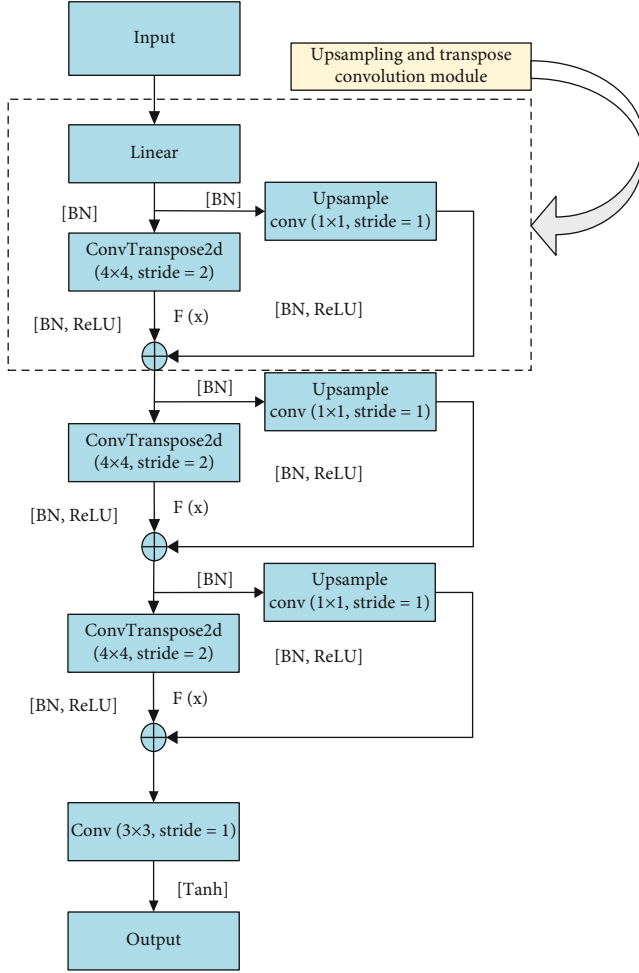 Input
Upsampling and transpose
convolution module
Linear
[BN]
[BN]
Upsample
conv (1×1, stride = 1)
ConvTranspose2d
(4×4, stride = 2)
[BN, ReLU]
F (x)
[BN, ReLU]
[BN]
Upsample
conv (1×1, stride = 1)
ConvTranspose2d
(4×4, stride = 2)
[BN, ReLU]
[BN, ReLU]
F (x)
[BN]
Upsample
conv (1×1, stride = 1)
ConvTranspose2d
(4×4, stride = 2)
[BN, ReLU]
[BN, ReLU]
F (x)
Conv (3×3, stride = 1)
[Tanh]
Output